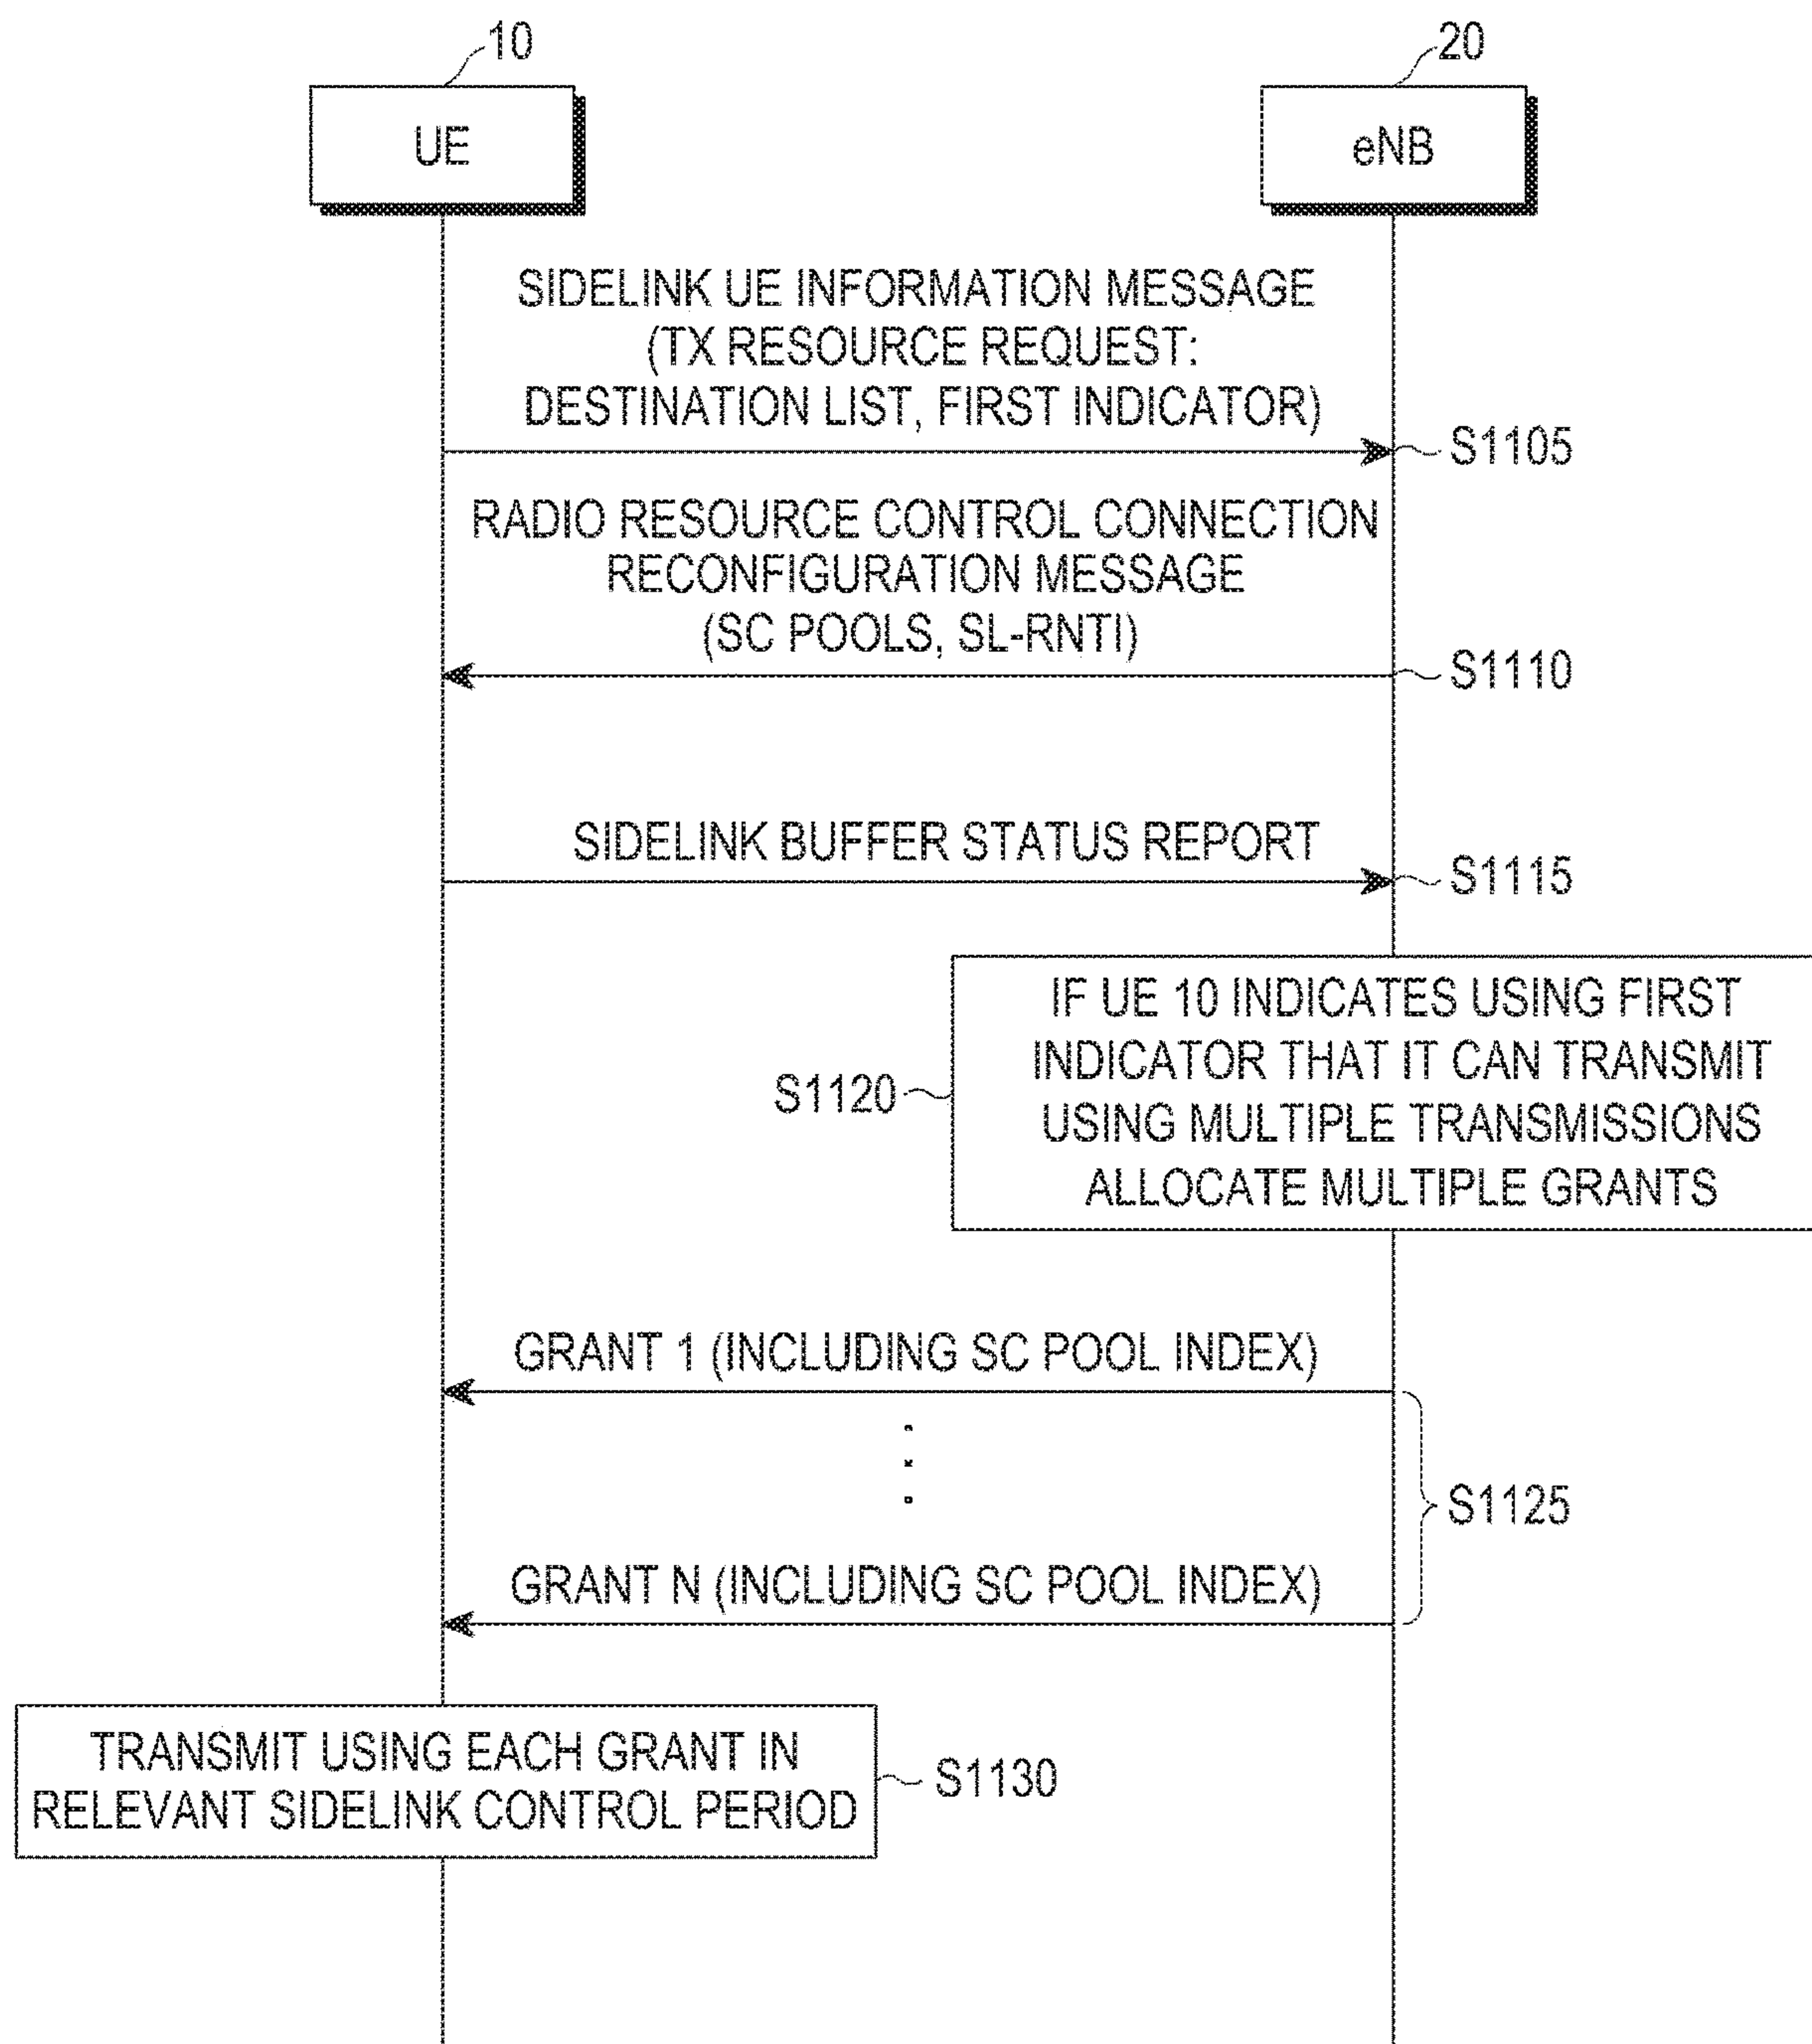 10
20
UE
eNB
SIDELINK UE INFORMATION MESSAGE
(TX RESOURCE REQUEST:
DESTINATION LIST, FIRST INDICATOR)
S1105
RADIO RESOURCE CONTROL CONNECTION
RECONFIGURATION MESSAGE
(SC POOLS, SL-RNTI)
S1110
SIDELINK BUFFER STATUS REPORT
S1115
IF UE 10 INDICATES USING FIRST
INDICATOR THAT IT CAN TRANSMIT
USING MULTIPLE TRANSMISSIONS
ALLOCATE MULTIPLE GRANTS
S1120
GRANT 1 (INCLUDING SC POOL INDEX)
S1125
GRANT N (INCLUDING SC POOL INDEX)
TRANSMIT USING EACH GRANT IN
RELEVANT SIDELINK CONTROL PERIOD
S1130